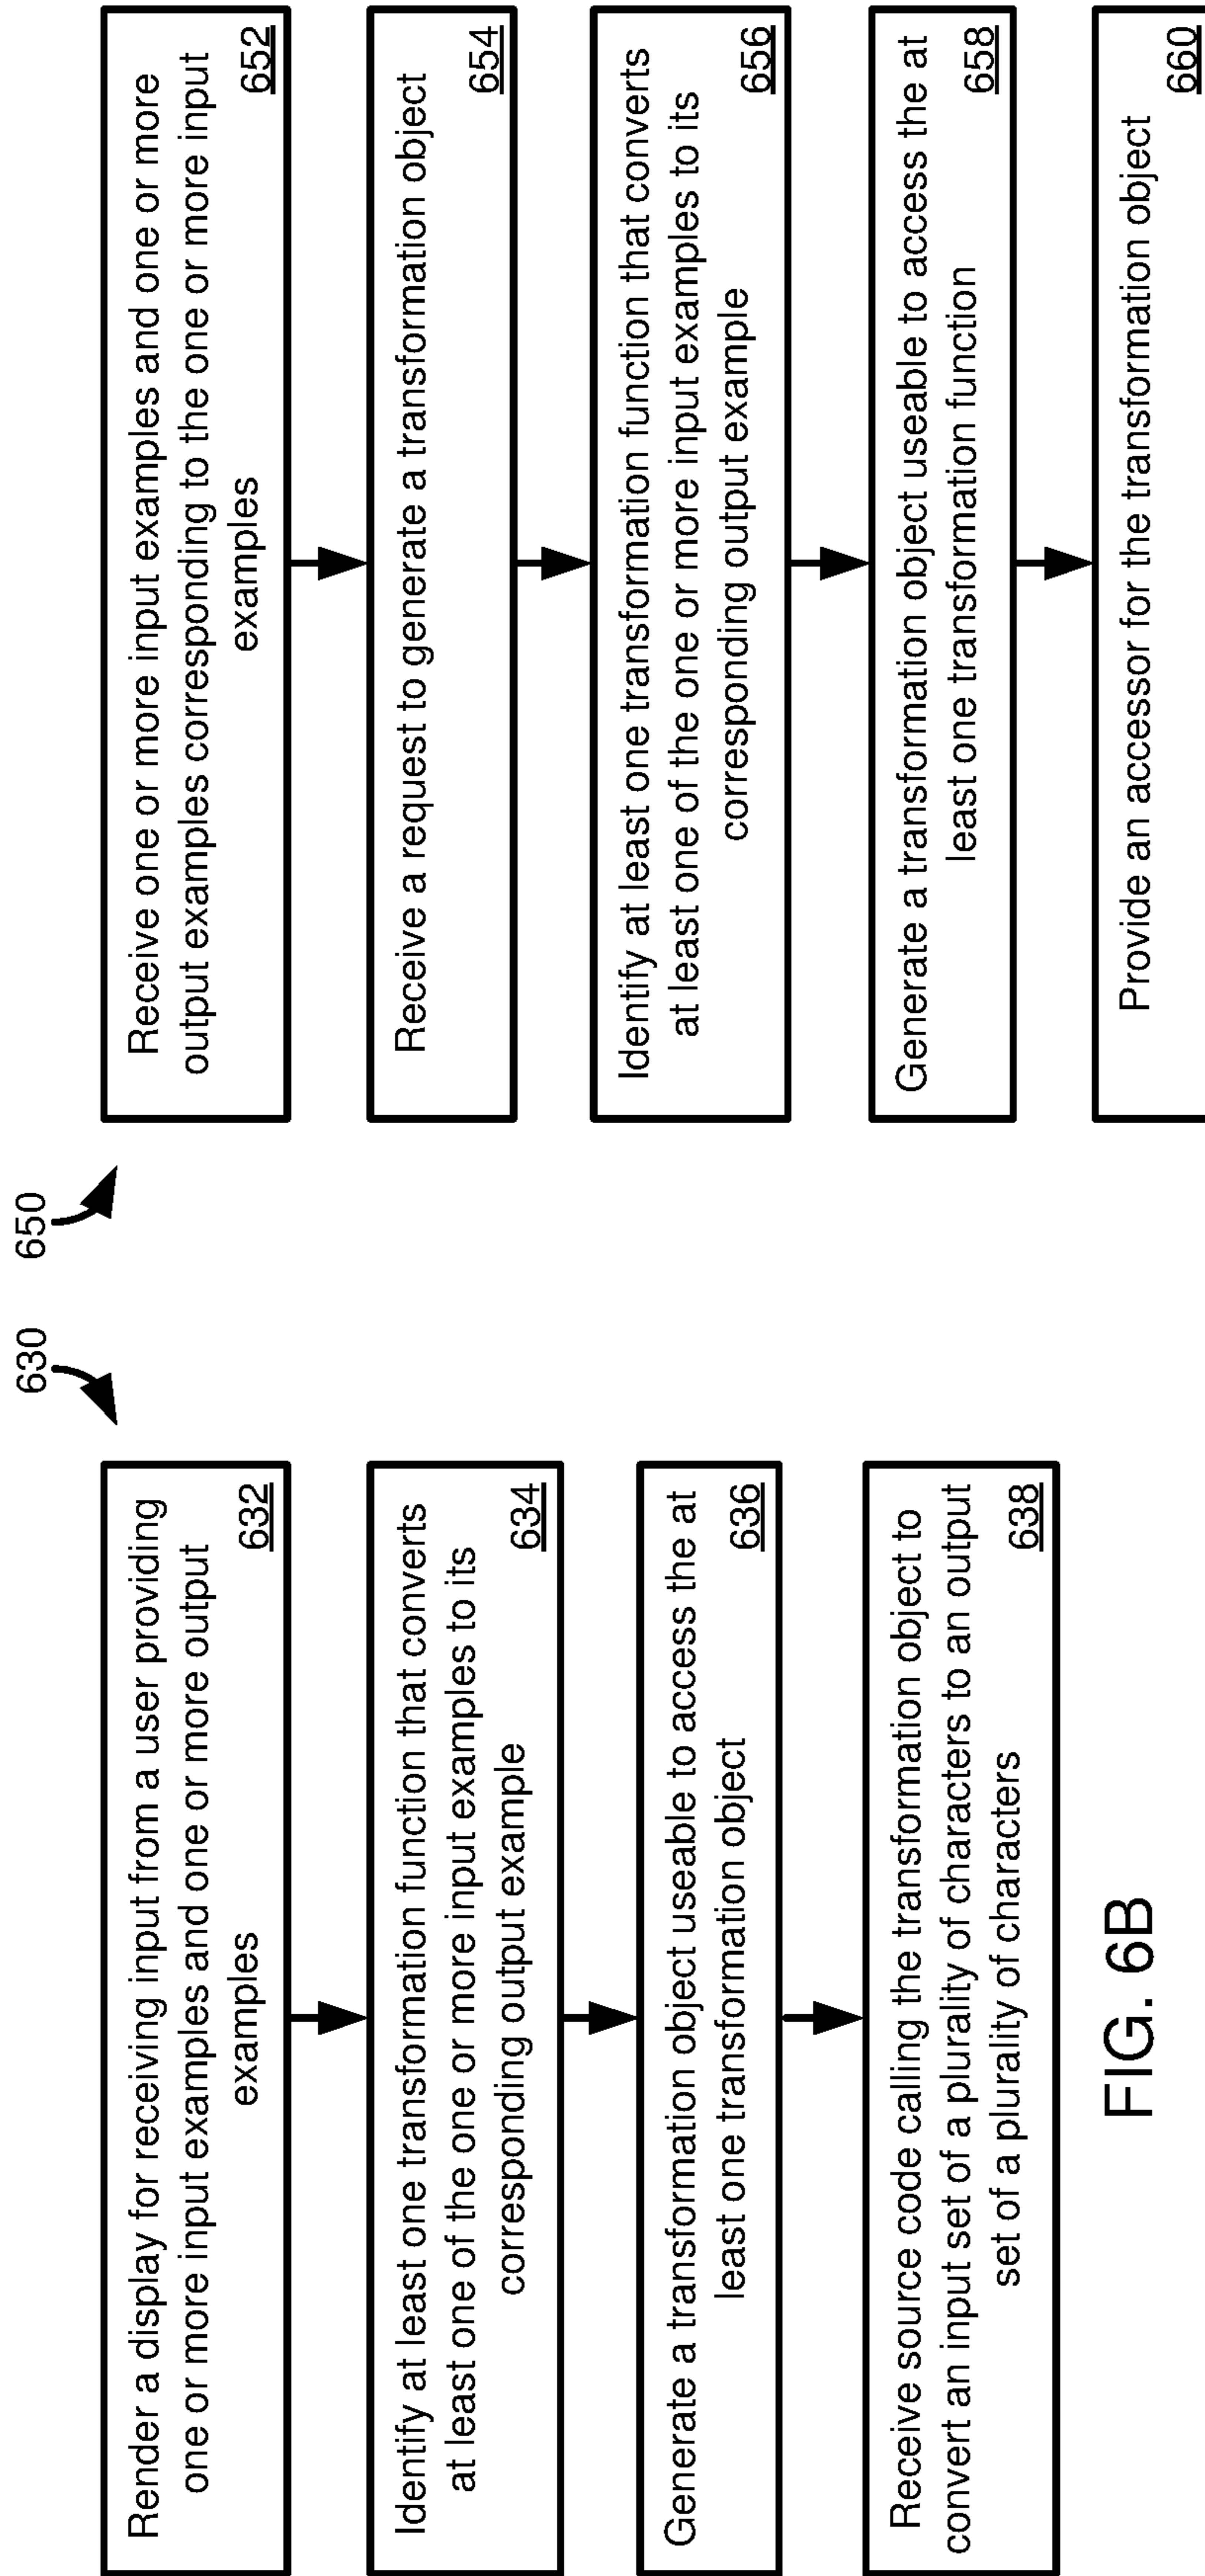 630
Render a display for receiving input from a user providing
one or more input examples and one or more output
examples
632
Identify at least one transformation function that converts
at least one of the one or more input examples to its
corresponding output example
634
Generate a transformation object useable to access the at
least one transformation object
636
Receive source code calling the transformation object to
convert an input set of a plurality of characters to an output
set of a plurality of characters
638
650
Receive one or more input examples and one or more
output examples corresponding to the one or more input
examples
652
Receive a request to generate a transformation object
654
Identify at least one transformation function that converts
at least one of the one or more input examples to its
corresponding output example
656
Generate a transformation object useable to access the at
least one transformation function
658
Provide an accessor for the transformation object
660
FIG. 6B